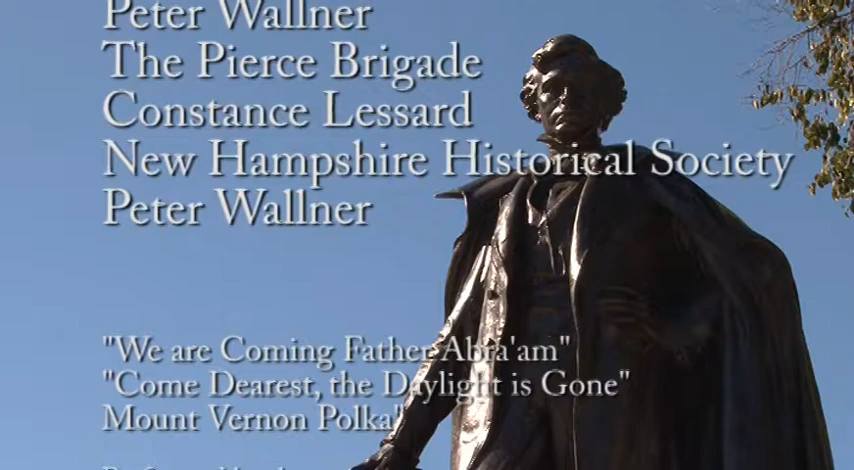 Peter Wallner
The Pierce Brigade
Constance Lessard
New Hampshire Historical Society
Peter Wallner
"We are Coming Father Abra'am"
"Come Dearest, the Daylight is Gone"
Mount Vernon Polka"